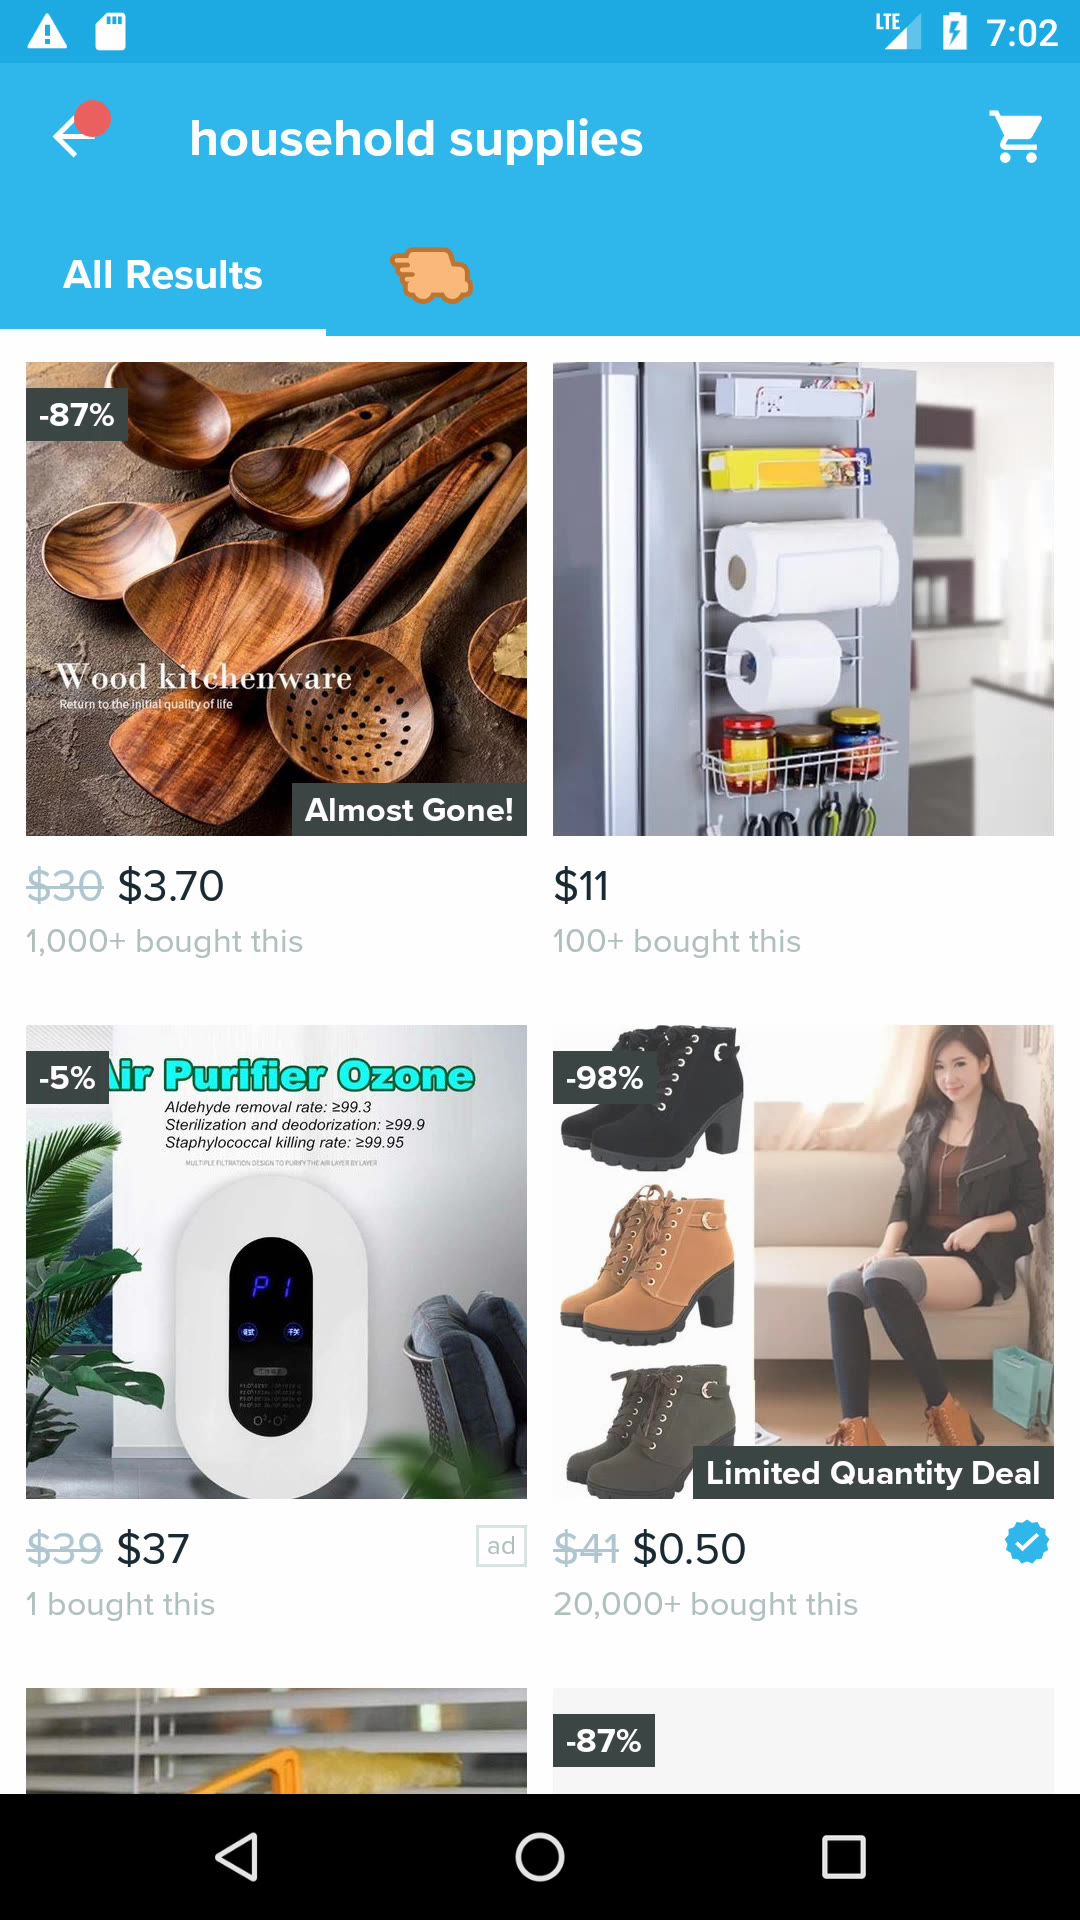 LTE 7:02
household supplies
All Results
-87%
Wood kitchenware
Return to the initial quality of life
Almost Gone!
$30 $3.70
1,000+ bought this
$11
100+ bought this
-5%
Air Purifier Ozone
Aldehyde removal rate: ≥99.3
Sterilization and deodorization: ≥99.9
Staphylococcal killing rate: ≥99.95
MULTIPLE FILTRATION DESIGN TO PURIFY THE AIR LAYER BY LAYER
P1
-98%
Limited Quantity Deal
$39 $37
ad
1 bought this
$41 $0.50
20,000+ bought this
-87%